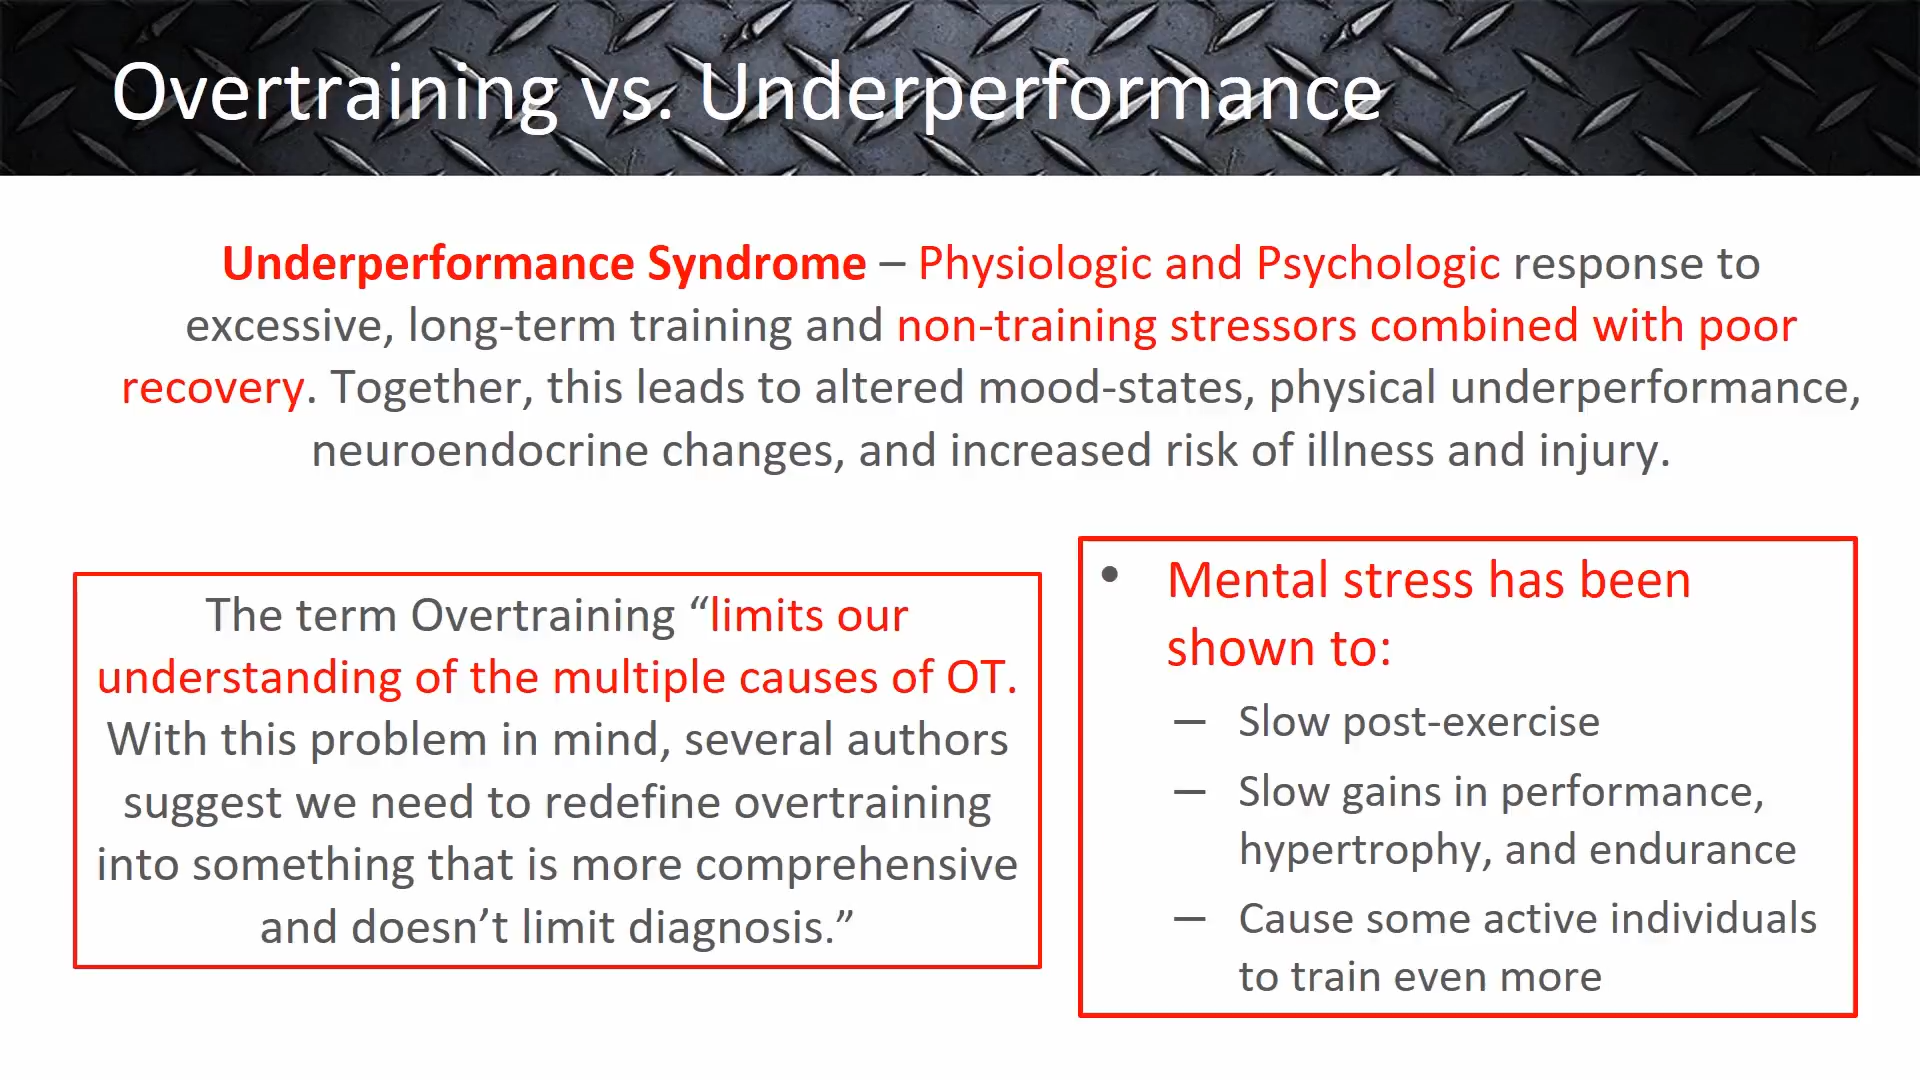 Overtraining vs. Underperformance
Underperformance Syndrome – Physiologic and Psychologic response to
excessive, long-term training and non-training stressors combined with poor
recovery. Together, this leads to altered mood-states, physical underperformance,
neuroendocrine changes, and increased risk of illness and injury.
The term Overtraining “limits our
understanding of the multiple causes of OT.
With this problem in mind, several authors
suggest we need to redefine overtraining
into something that is more comprehensive
and doesn’t limit diagnosis.”
• Mental stress has been
shown to:
– Slow post-exercise
– Slow gains in performance,
hypertrophy, and endurance
– Cause some active individuals
to train even more